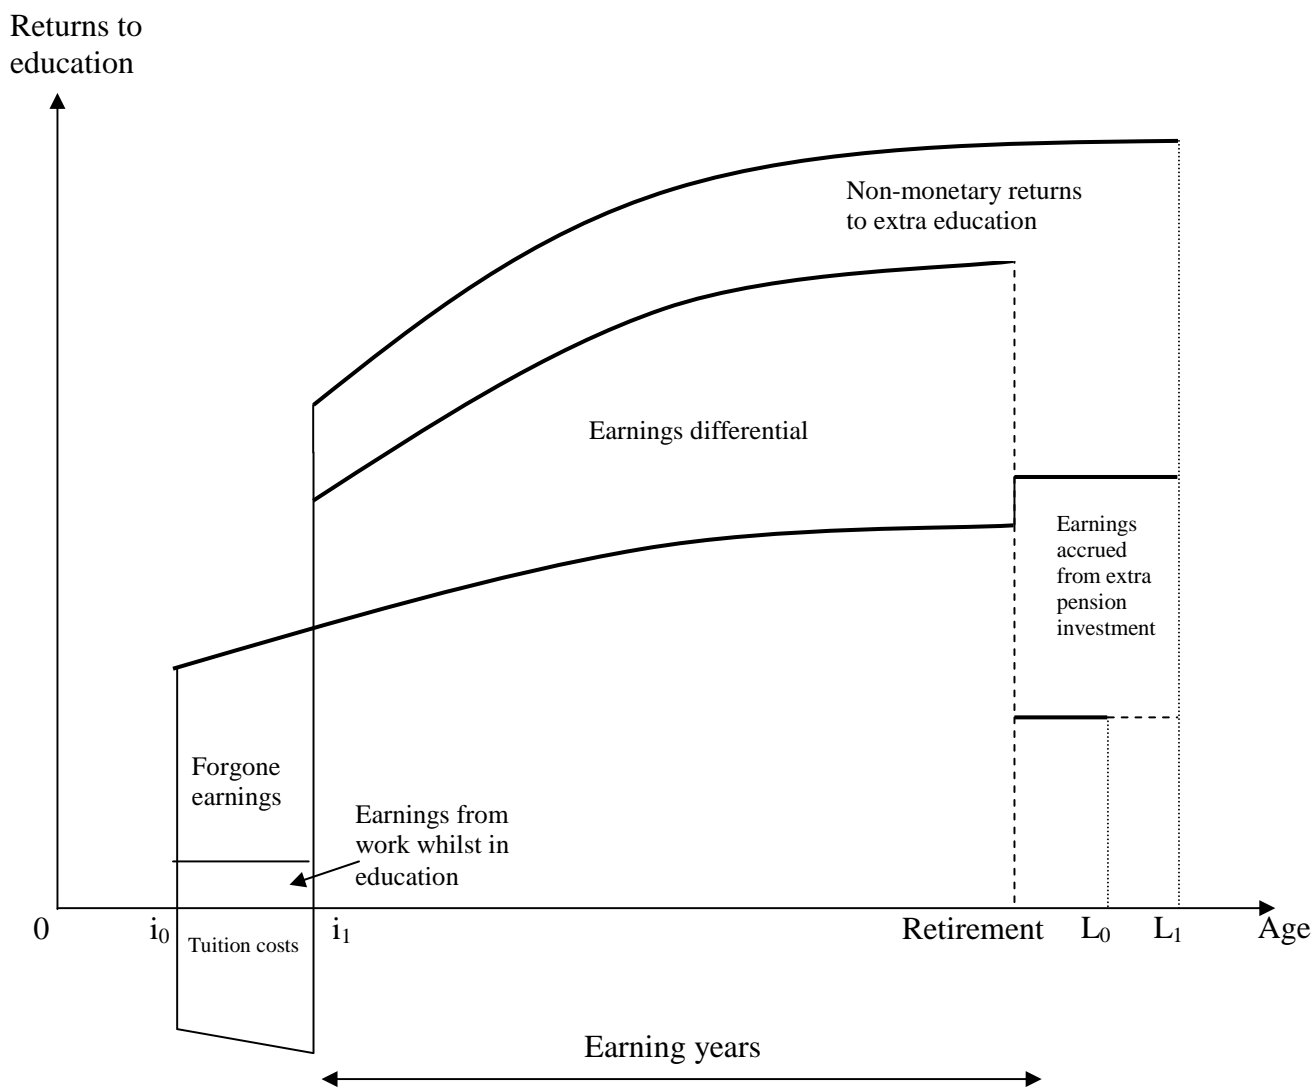 Returns to
education
Non-monetary returns
to extra education
Earnings differential
Earnings
accrued
from extra
pension
investment
Forgone
earnings
Earnings from
work whilst in
education
0
i₀
i₁
Retirement
L₀
L₁
Age
Tuition costs
Earning years